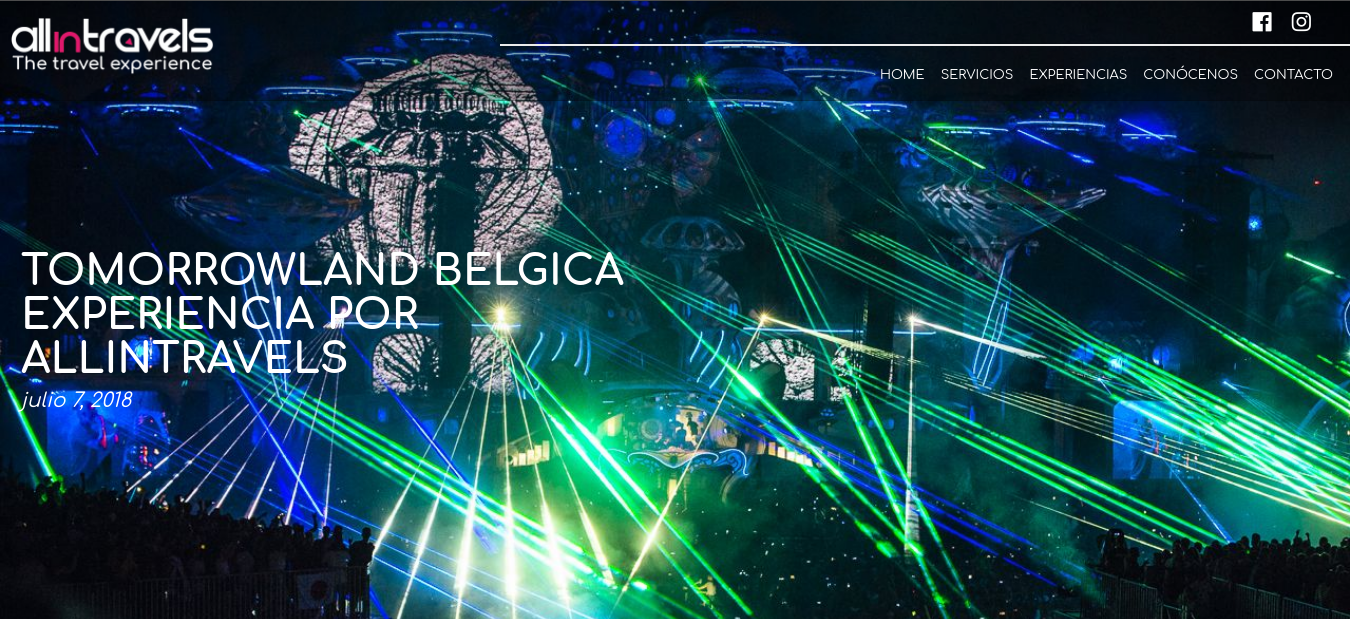 allintravels
The travel experience
HOME SERVICIOS EXPERIENCIAS CONÓCENOS CONTACTO
TOMORROWLAND BELGICA
EXPERIENCIA POR
ALLINTRAVELS
julio 7, 2018